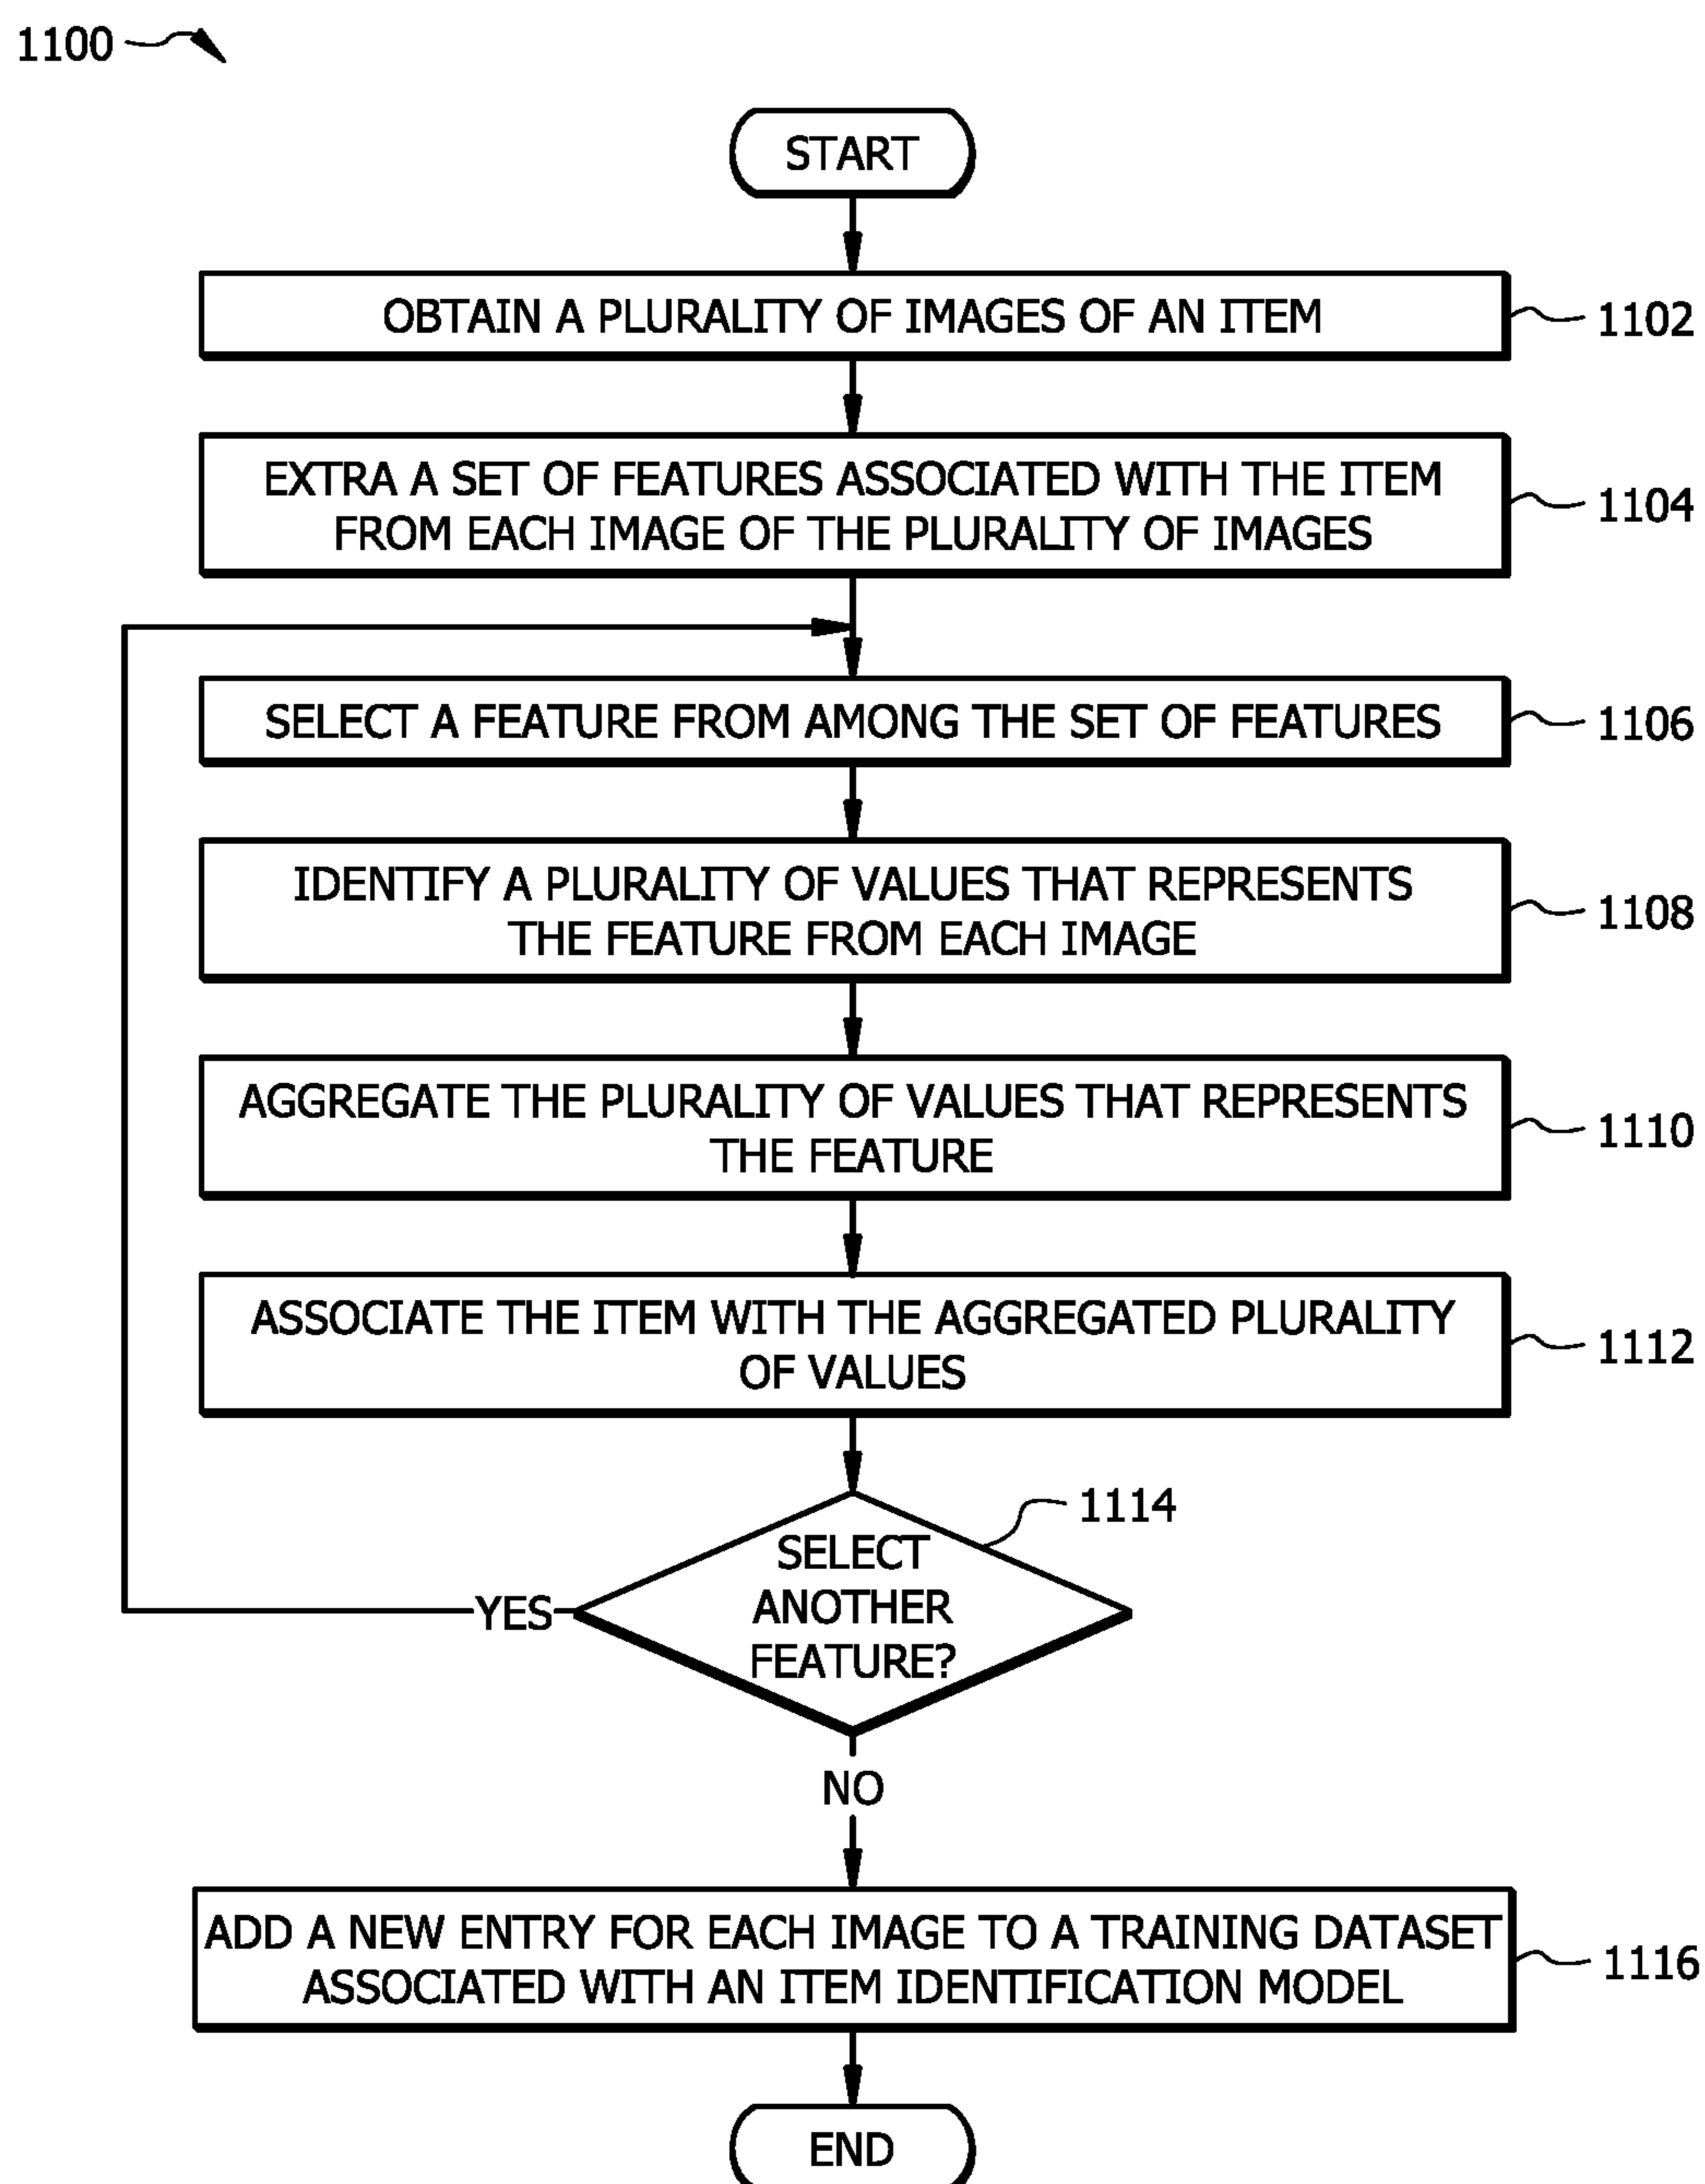 1100
START
OBTAIN A PLURALITY OF IMAGES OF AN ITEM
1102
EXTRA A SET OF FEATURES ASSOCIATED WITH THE ITEM
FROM EACH IMAGE OF THE PLURALITY OF IMAGES
1104
SELECT A FEATURE FROM AMONG THE SET OF FEATURES
1106
IDENTIFY A PLURALITY OF VALUES THAT REPRESENTS
THE FEATURE FROM EACH IMAGE
1108
AGGREGATE THE PLURALITY OF VALUES THAT REPRESENTS
THE FEATURE
1110
ASSOCIATE THE ITEM WITH THE AGGREGATED PLURALITY
OF VALUES
1112
1114
SELECT
ANOTHER
FEATURE?
YES
NO
ADD A NEW ENTRY FOR EACH IMAGE TO A TRAINING DATASET
ASSOCIATED WITH AN ITEM IDENTIFICATION MODEL
1116
END